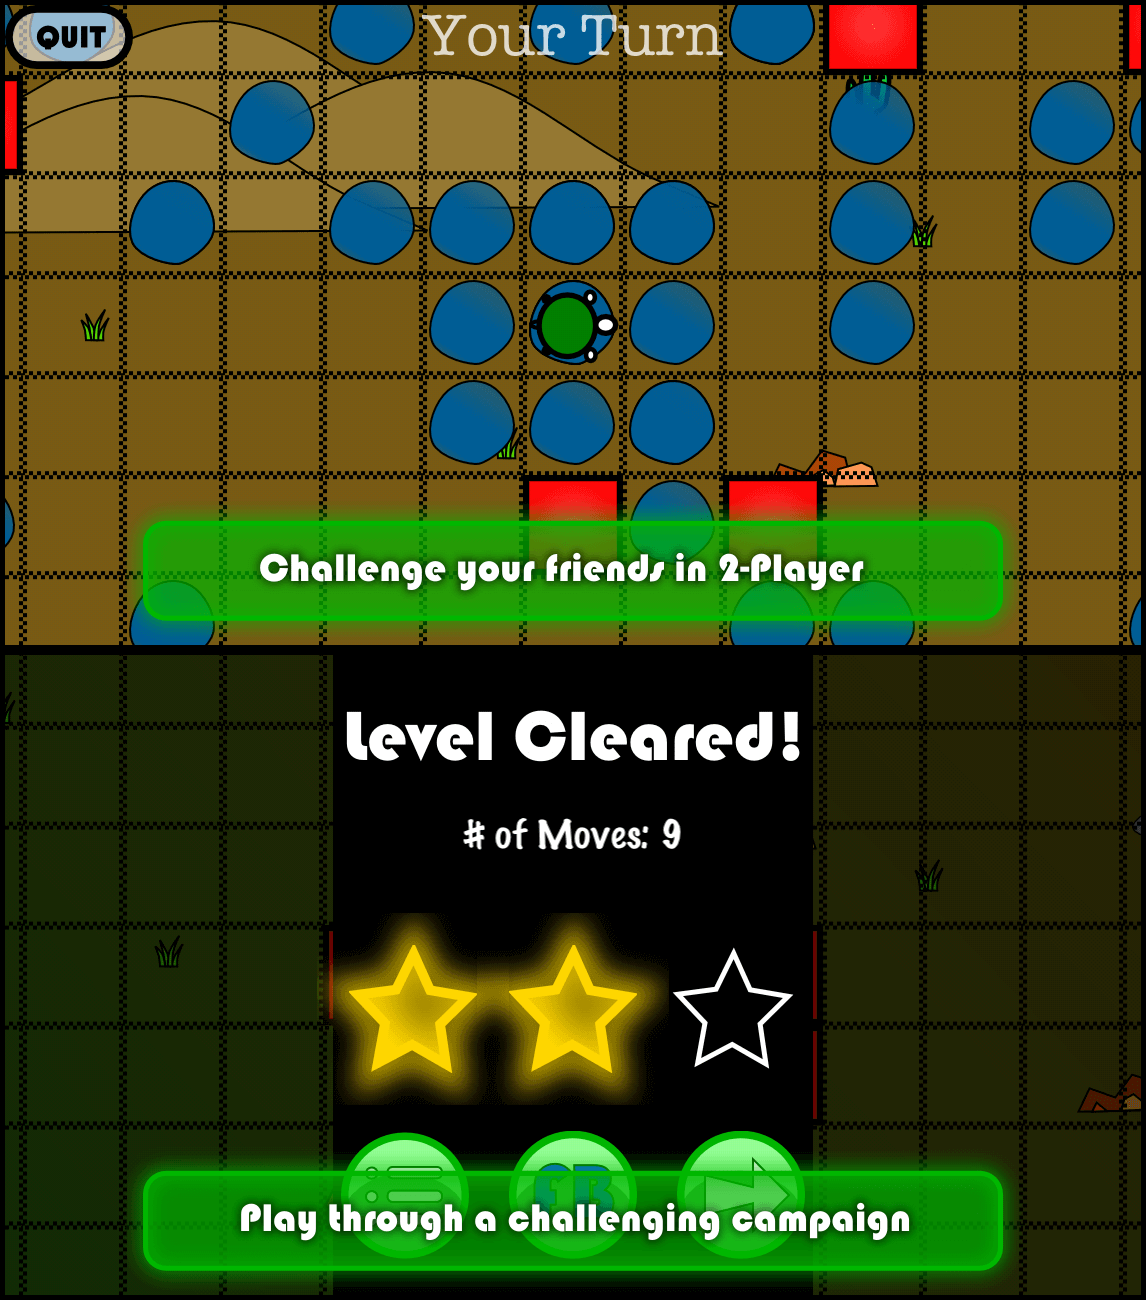 QUIT
Your Turn
Challenge your friends in 2-Player
Level Cleared!
# of Moves: 9
Play through a challenging campaign